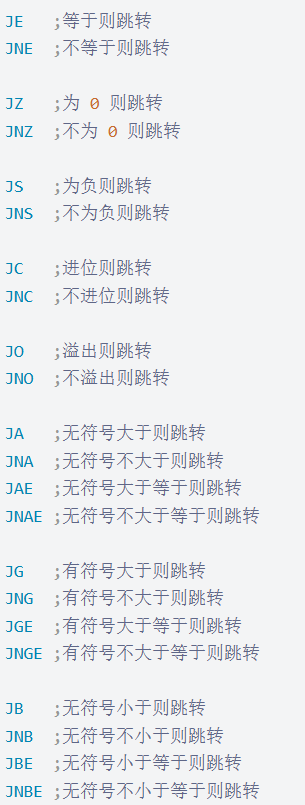 JE   ;等于则跳转
JNE  ;不等于则跳转
JZ   ;为 0 则跳转
JNZ  ;不为 0 则跳转
JS   ;为负则跳转
JNS  ;不为负则跳转
JC   ;进位则跳转
JNC  ;不进位则跳转
JO   ;溢出则跳转
JNO  ;不溢出则跳转
JA   ;无符号大于则跳转
JNA  ;无符号不大于则跳转
JAE  ;无符号大于等于则跳转
JNAE ;无符号不大于等于则跳转
JG   ;有符号大于则跳转
JNG  ;有符号不大于则跳转
JGE  ;有符号大于等于则跳转
JNGE ;有符号不大于等于则跳转
JB   ;无符号小于则跳转
JNB  ;无符号不小于则跳转
JBE  ;无符号小于等于则跳转
JNBE ;无符号不小于等于则跳转